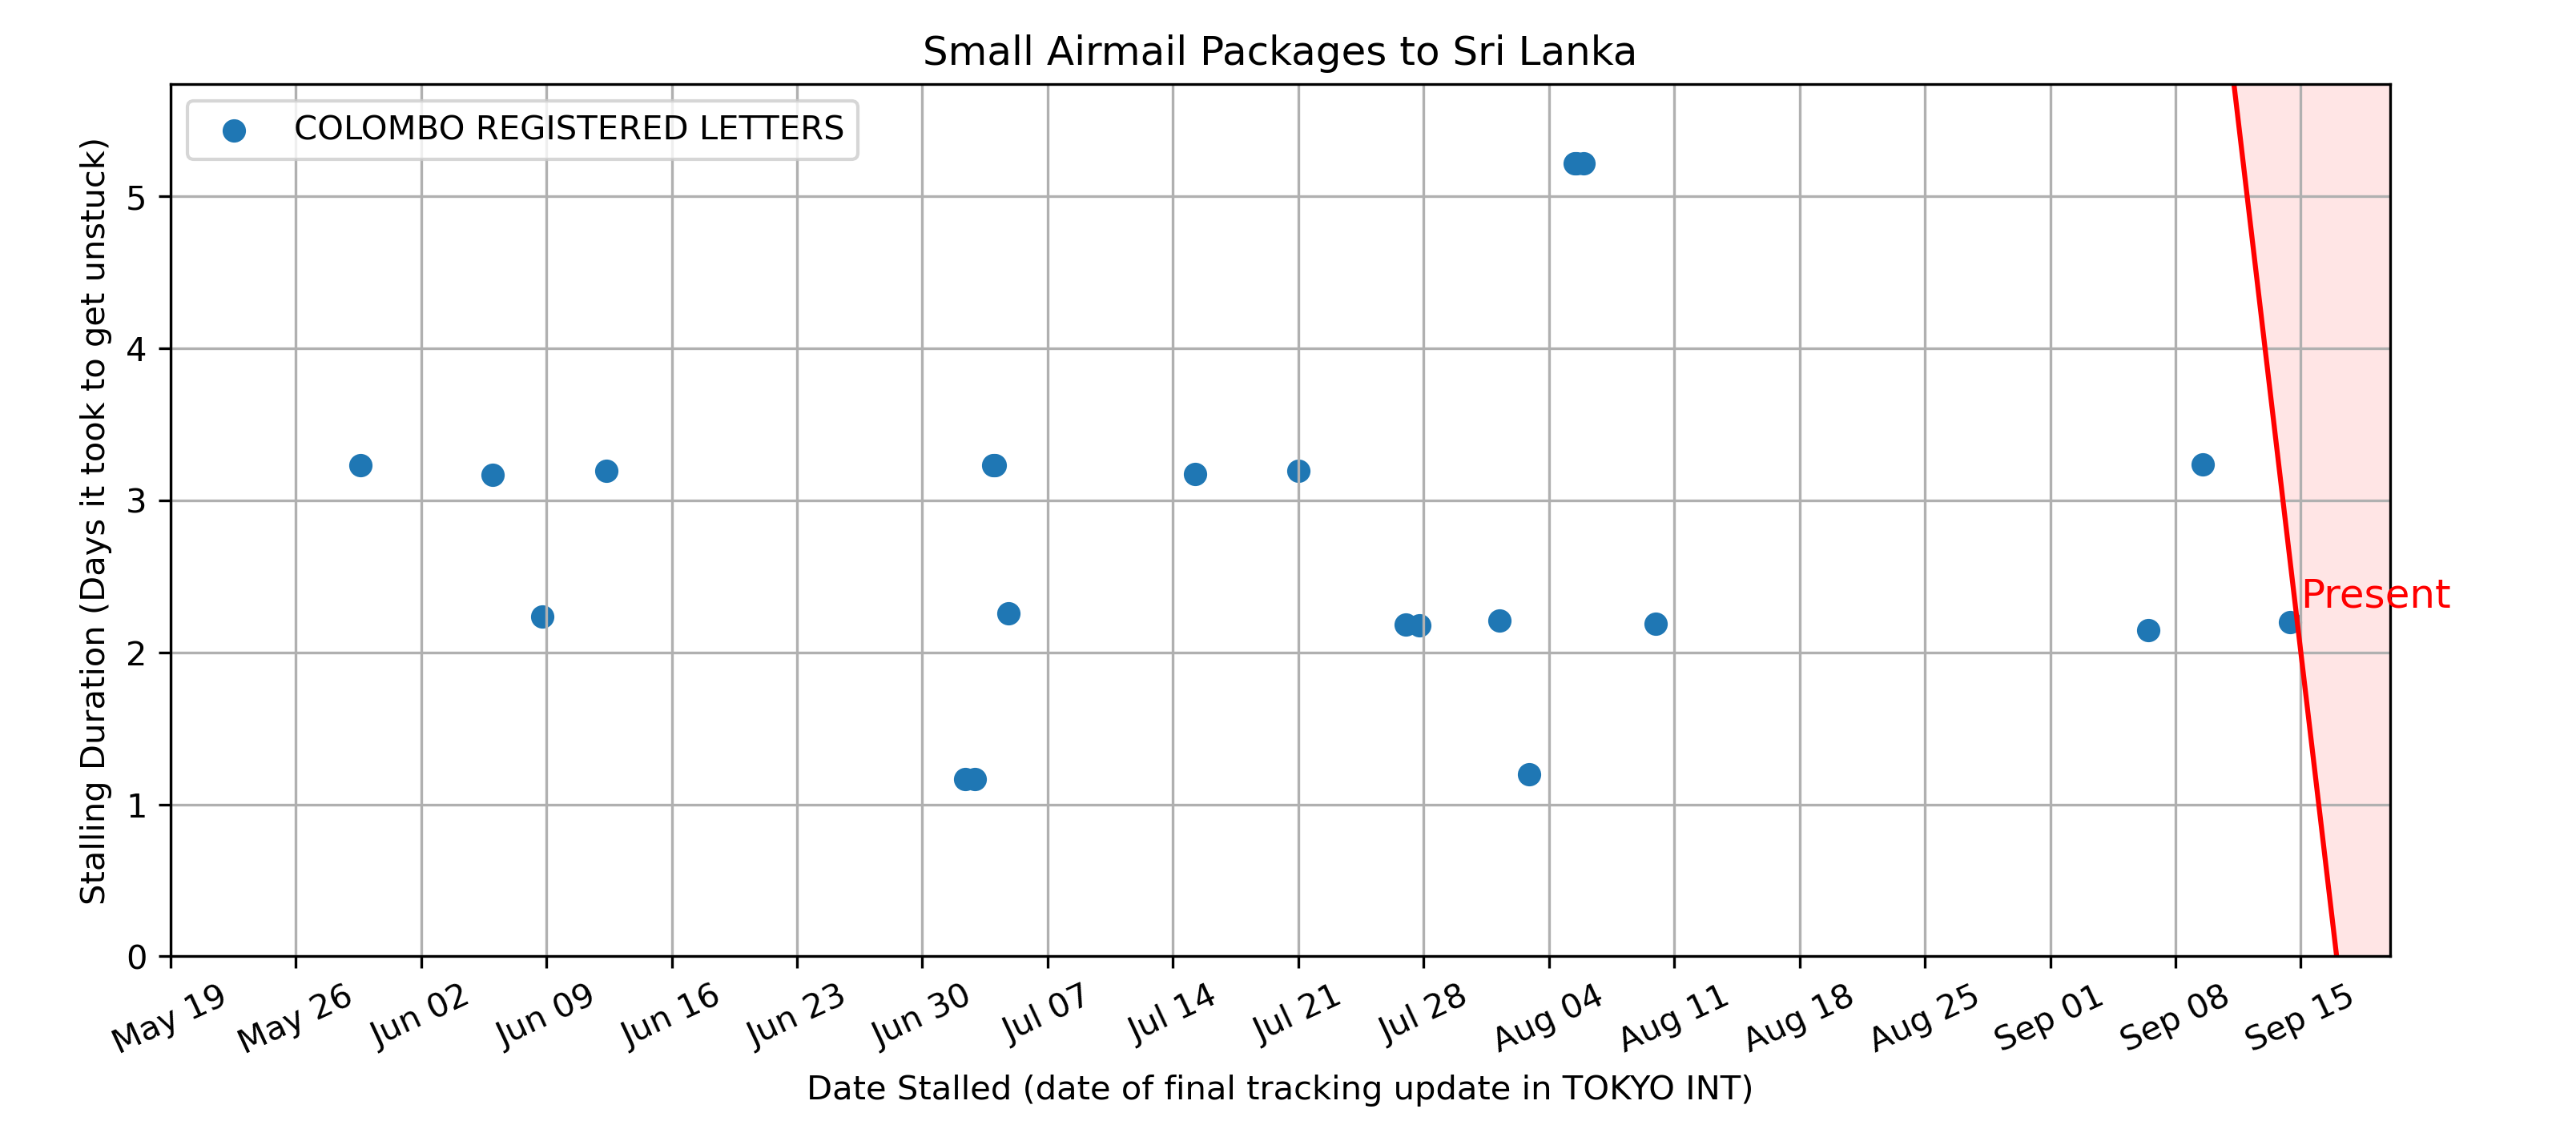 Small Airmail Packages to Sri Lanka
COLOMBO REGISTERED LETTERS
Stalling Duration (Days it took to get unstuck)
5
4
3
2
1
0
Present
May 19
May 26
Jun 02
Jun 09
Jun 16
Jun 23
Jun 30
Jul 07
Jul 14
Jul 21
Jul 28
Aug 04
Aug 11
Aug 18
Aug 25
Sep 01
Sep 08
Sep 15
Date Stalled (date of final tracking update in TOKYO INT)